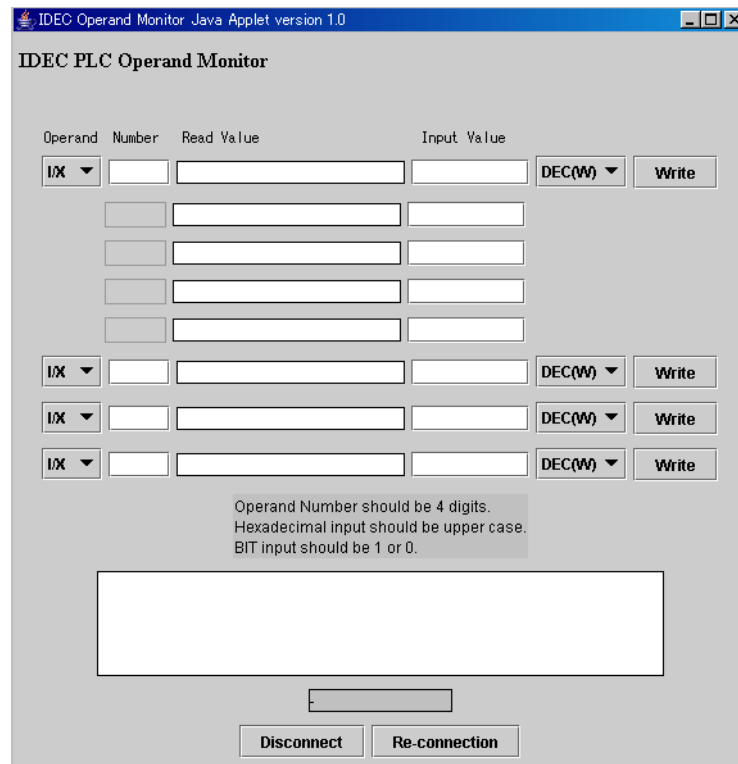 IDEC Operand Monitor Java Applet version 1.0
IDEC PLC Operand Monitor
Operand Number Read Value Input Value
I/X DEC(W) Write
I/X DEC(W) Write
I/X DEC(W) Write
I/X DEC(W) Write
Operand Number should be 4 digits.
Hexadecimal input should be upper case.
BIT input should be 1 or 0.
-
Disconnect Re-connection